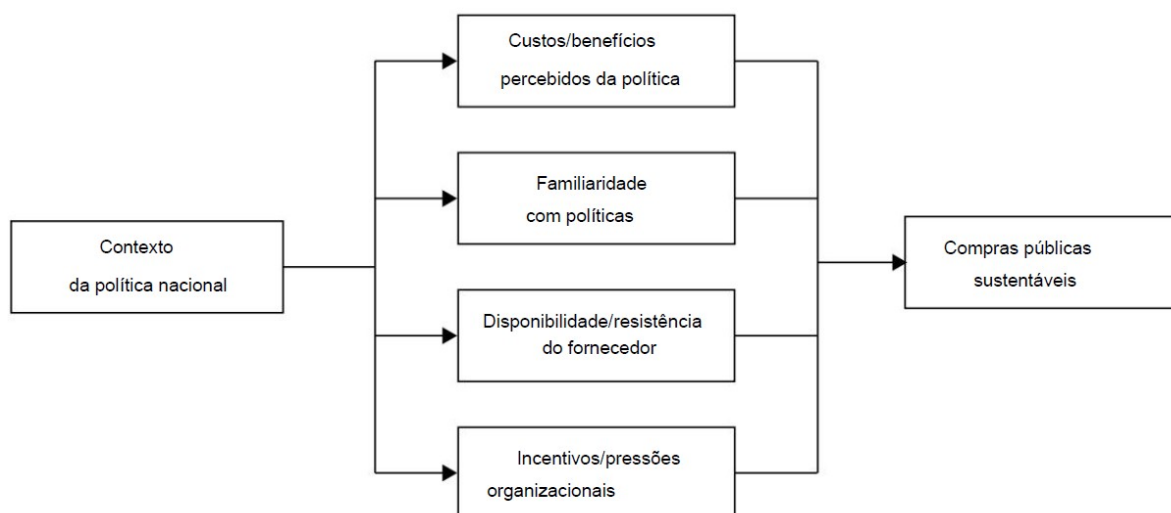 Custos/benefícios
percebidos da política
Familiaridade
com políticas
Contexto
da política nacional
Compras públicas
sustentáveis
Disponibilidade/resistência
do fornecedor
Incentivos/pressões
organizacionais